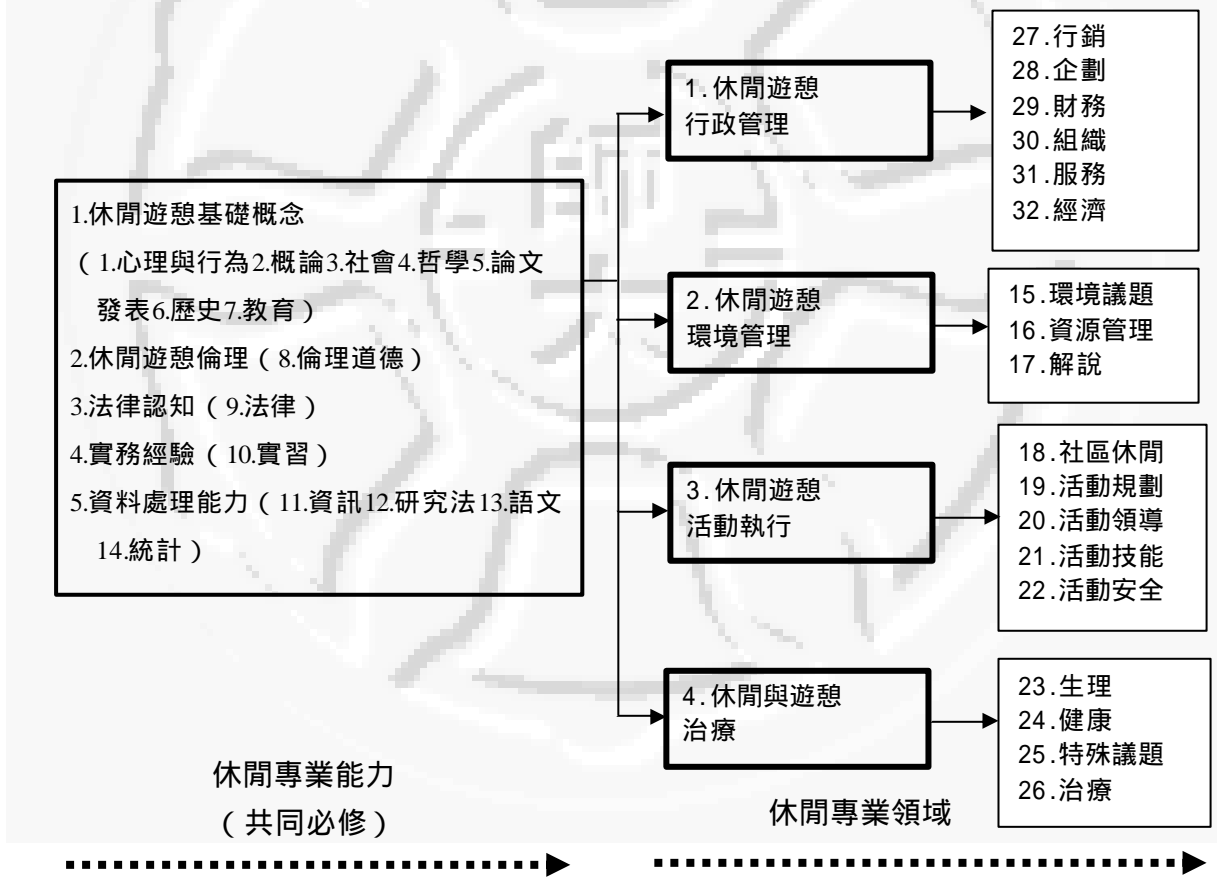 1.休閒遊憩基礎概念
（1.心理與行為2.概論3.社會4.哲學5.論文
發表6.歷史7.教育）
2.休閒遊憩倫理（8.倫理道德）
3.法律認知（9.法律）
4.實務經驗（10.實習）
5.資料處理能力（11.資訊12.研究法13.語文
14.統計）
休閒專業能力
（共同必修）
1.休閒遊憩
行政管理
27.行銷
28.企劃
29.財務
30.組織
31.服務
32.經濟
2.休閒遊憩
環境管理
15.環境議題
16.資源管理
17.解說
3.休閒遊憩
活動執行
18.社區休閒
19.活動規劃
20.活動領導
21.活動技能
22.活動安全
4.休閒與遊憩
治療
23.生理
24.健康
25.特殊議題
26.治療
休閒專業領域
師